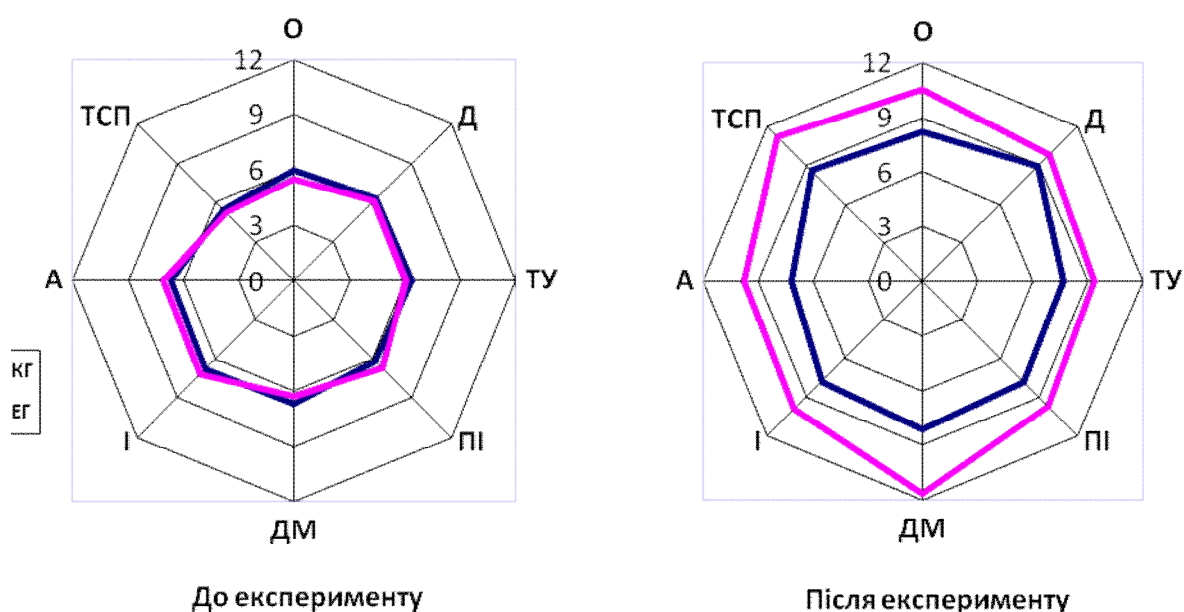 О
12
ТСП
9
Д
6
3
А
0
ТУ
КГ
ЕГ
І
ПІ
ДМ
До експерименту
О
12
ТСП
9
Д
6
3
А
0
ТУ
І
ПІ
ДМ
Після експерименту